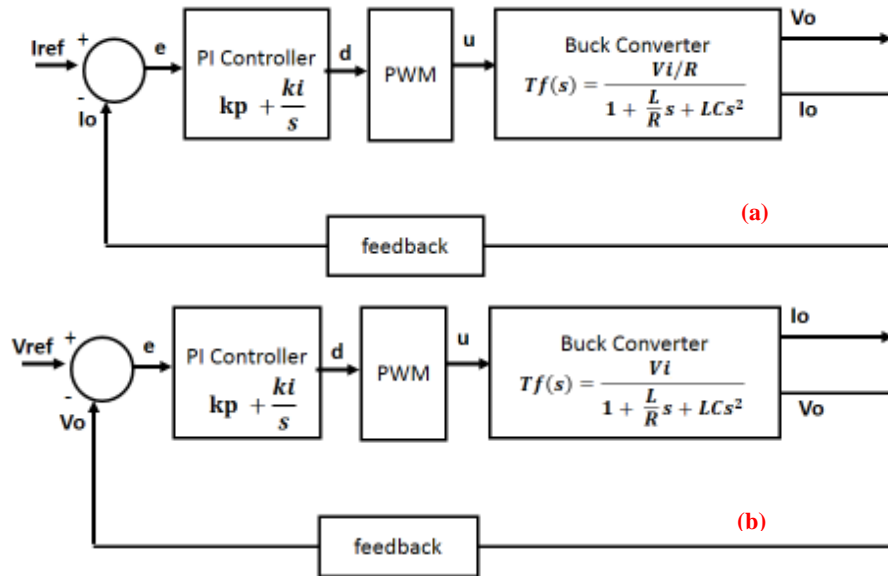 Iref
+
-
Io
e
PI Controller
kp + ki/s
d
PWM
u
Buck Converter
Tf(s) = Vi/R / 1 + L/R s + LCs²
Vo
Io
feedback
(a)
Vref
+
-
Vo
e
PI Controller
kp + ki/s
d
PWM
u
Buck Converter
Tf(s) = Vi / 1 + L/R s + LCs²
Io
Vo
feedback
(b)